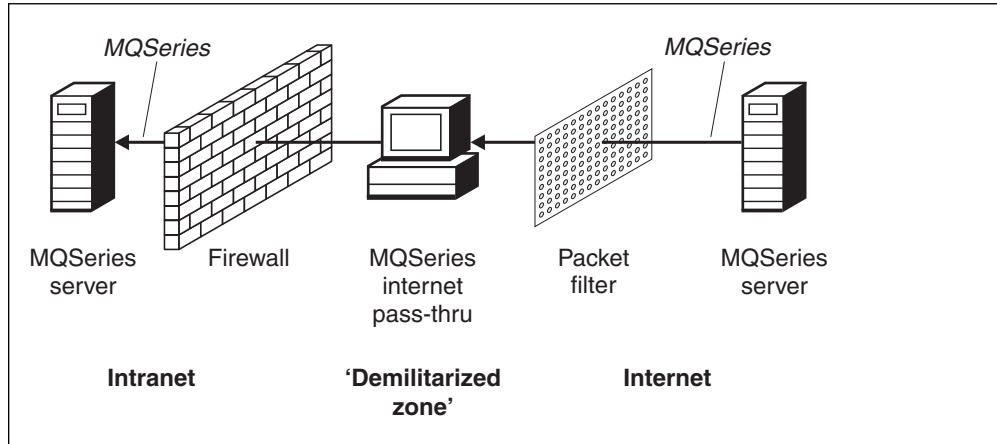 MQSeries
MQSeries
MQSeries
server
Firewall
MQSeries
internet
pass-thru
Packet
filter
MQSeries
server
Intranet
‘Demilitarized
zone’
Internet